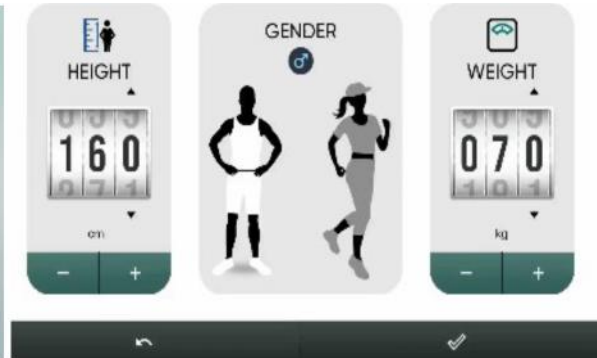 HEIGHT
160
cm
- +
GENDER
WEIGHT
070
kg
- +